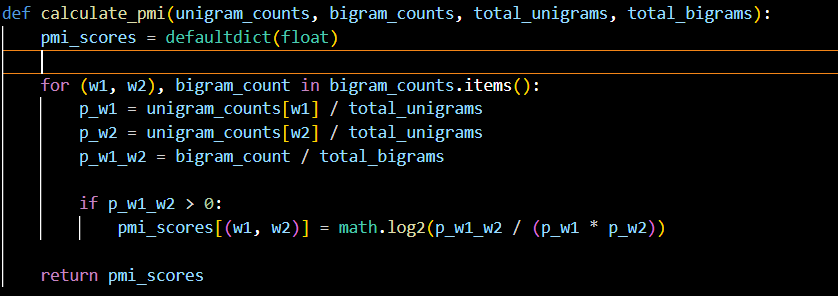 def calculate_pmi(unigram_counts, bigram_counts, total_unigrams, total_bigrams):
    pmi_scores = defaultdict(float)

    for (w1, w2), bigram_count in bigram_counts.items():
        p_w1 = unigram_counts[w1] / total_unigrams
        p_w2 = unigram_counts[w2] / total_unigrams
        p_w1_w2 = bigram_count / total_bigrams

        if p_w1_w2 > 0:
            pmi_scores[(w1, w2)] = math.log2(p_w1_w2 / (p_w1 * p_w2))

    return pmi_scores